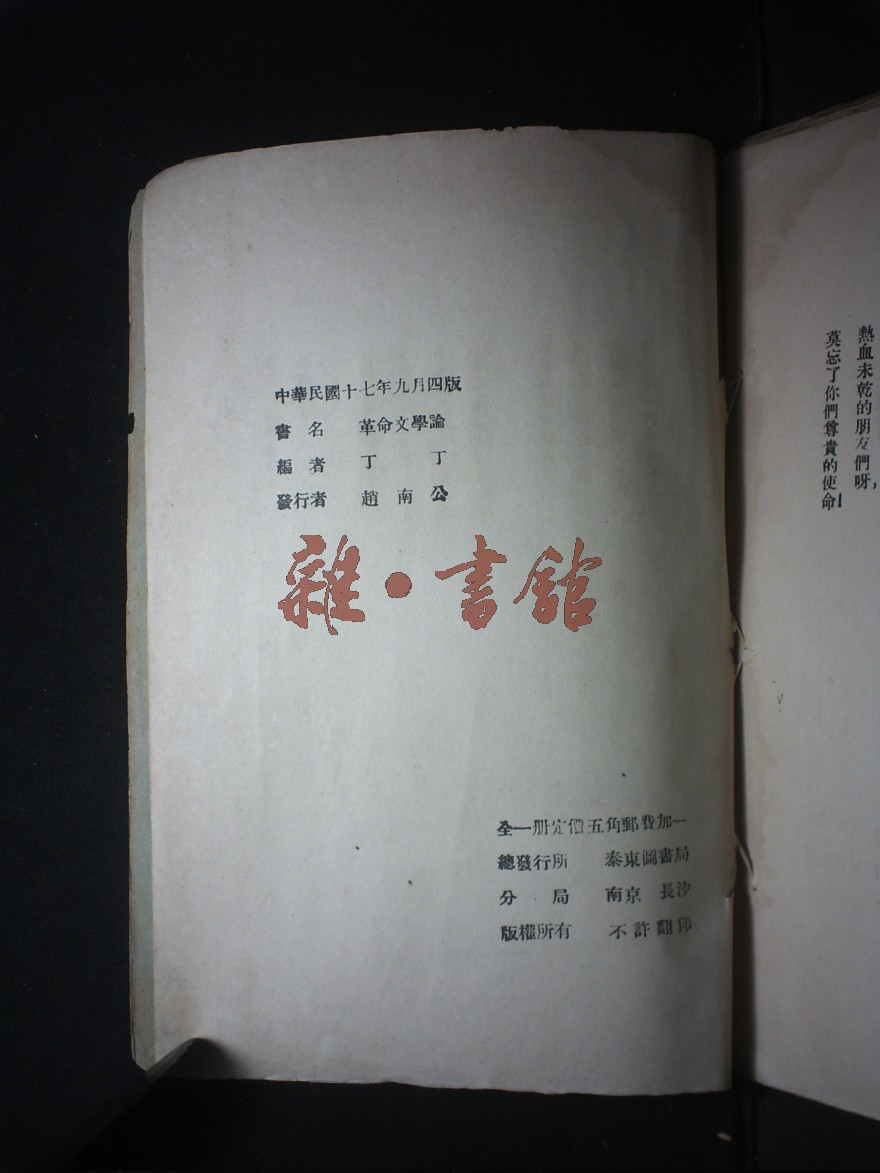 中華民國十七年九月四版
書名　革命文學論
編者　丁丁
發行者　趙南公
雜·書館
全一册定價五角郵費加一
總發行所　泰東圖書局
分局　南京　長沙
版權所有　不許翻印
熱血未乾的朋友們呀，
莫忘了你們尊貴的使命！